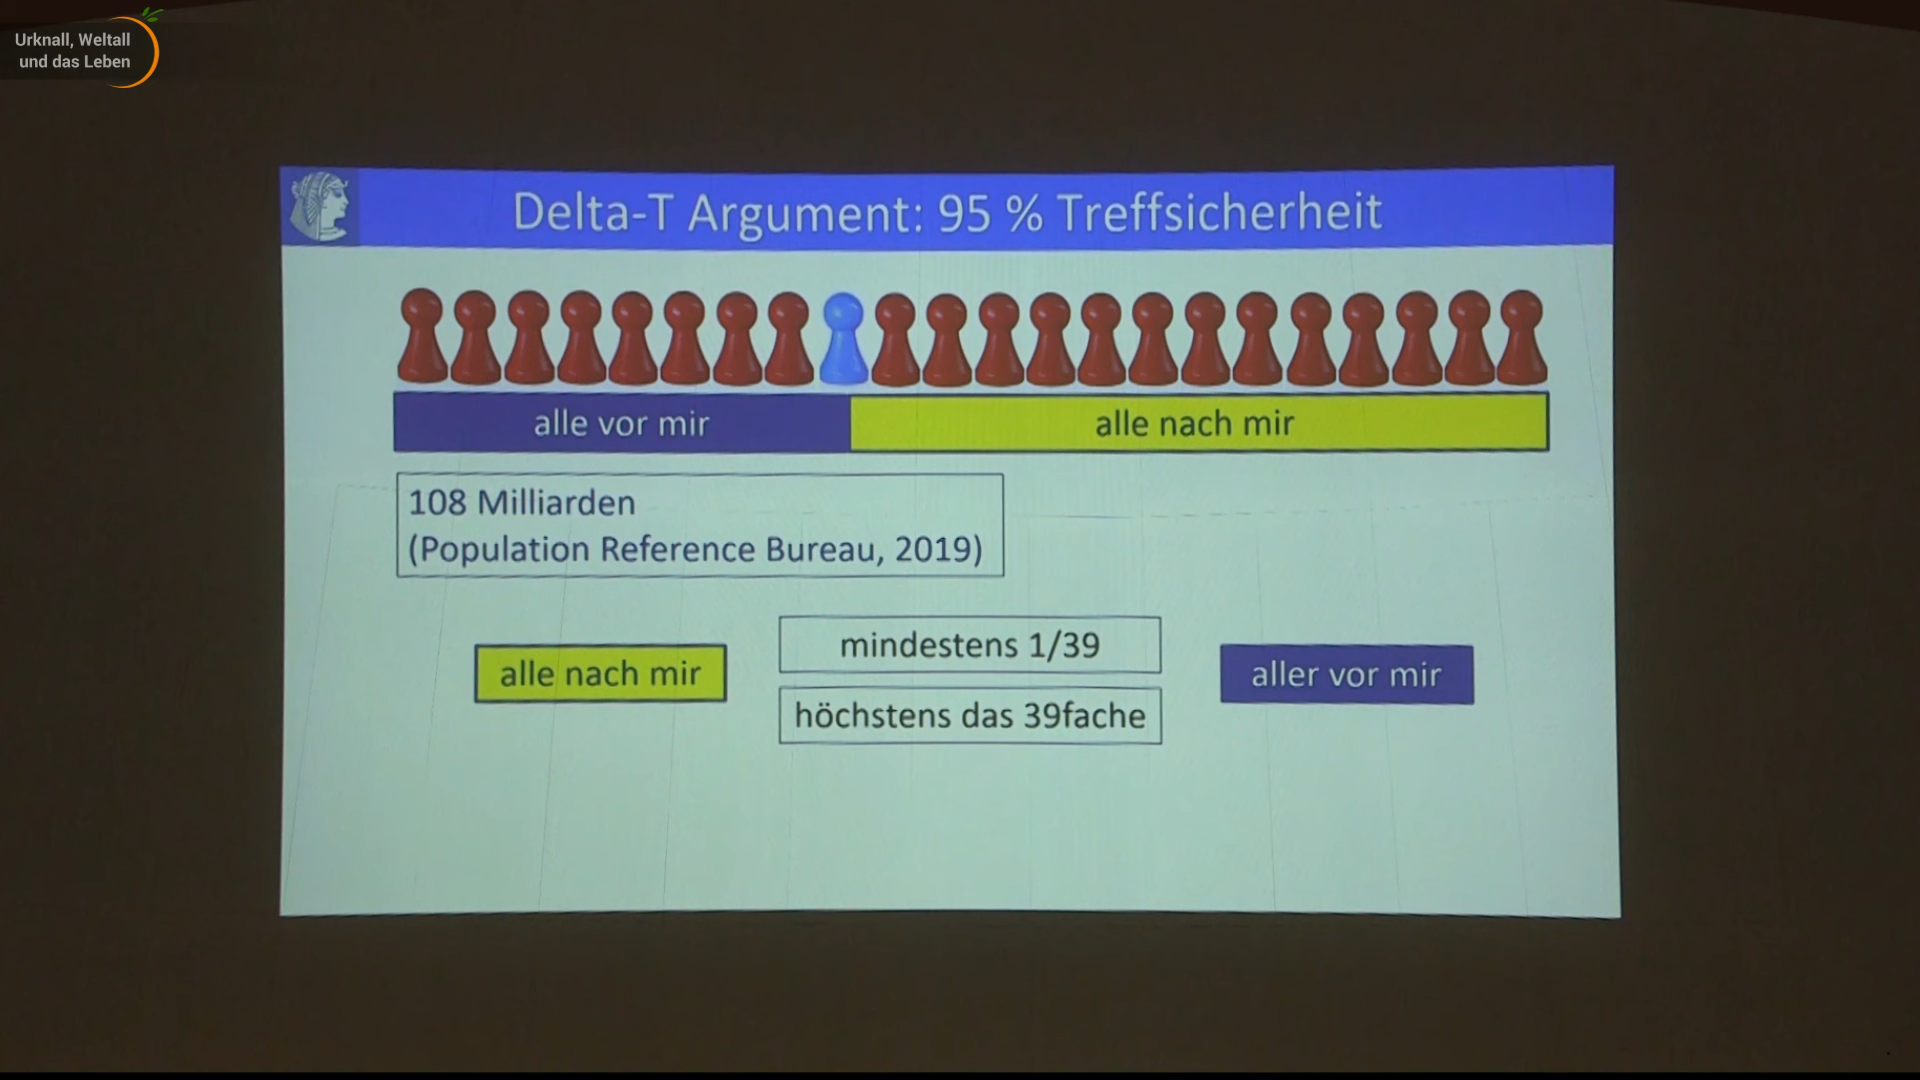 Urknall, Weltall
und das Leben
Delta-T Argument: 95 % Treffsicherheit
alle vor mir
alle nach mir
108 Milliarden
(Population Reference Bureau, 2019)
alle nach mir
mindestens 1/39
höchstens das 39fache
aller vor mir